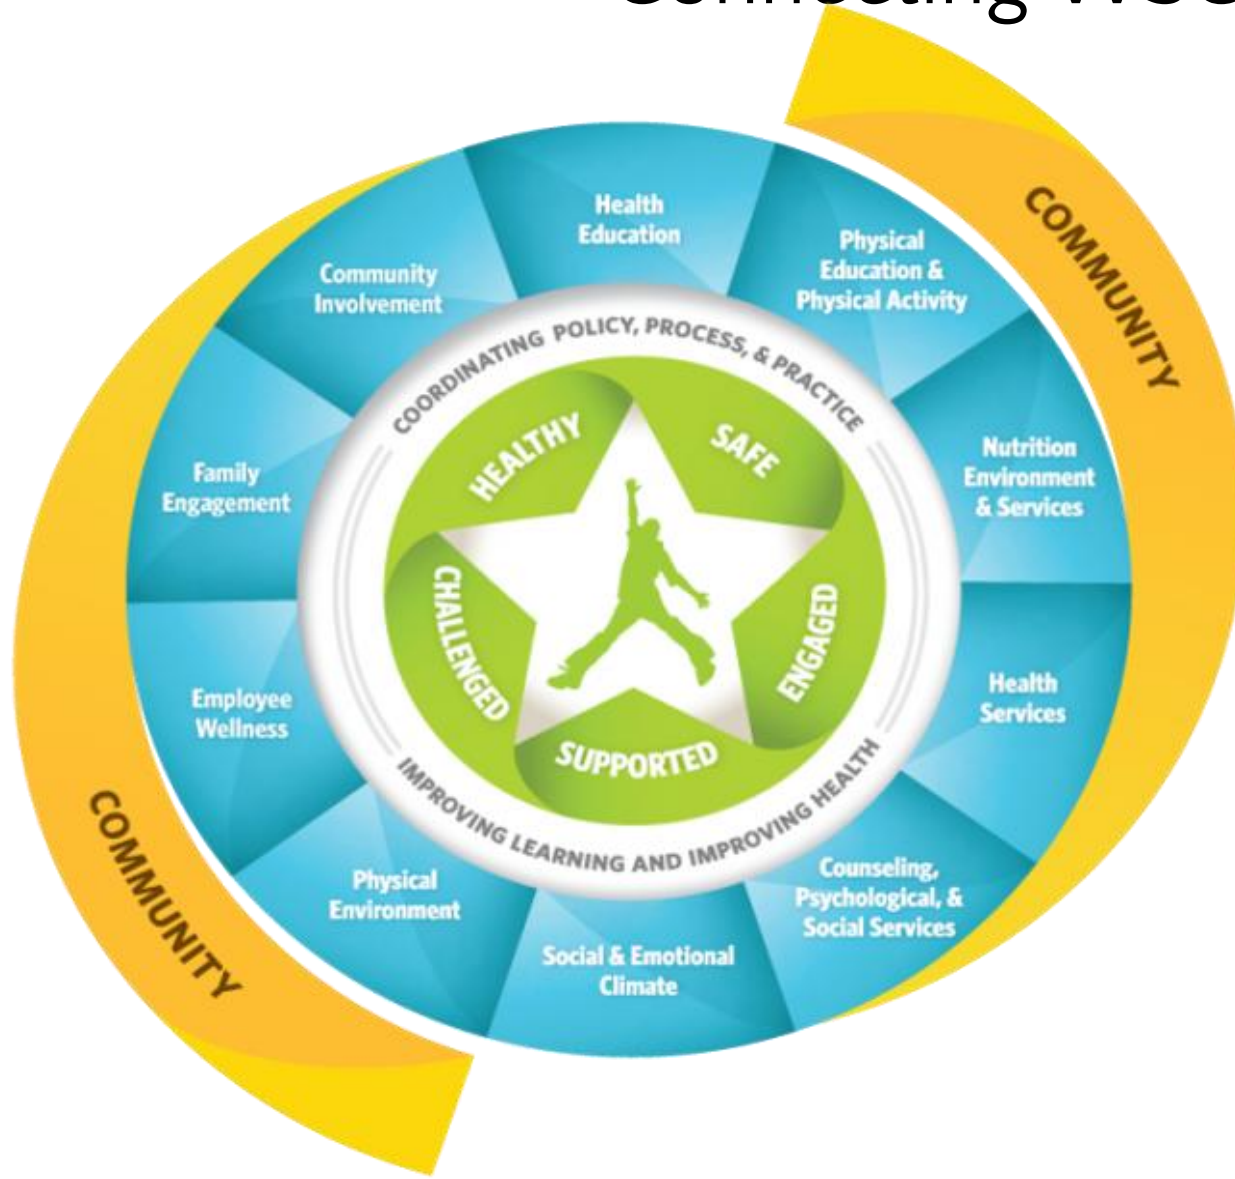 COMMUNITY
Health
Education
Physical
Education &
Physical Activity
Nutrition
Environment
& Services
Health
Services
Counseling,
Psychological, &
Social Services
Social & Emotional
Climate
Physical
Environment
Employee
Wellness
Family
Engagement
Community
Involvement
COORDINATING POLICY, PROCESS, & PRACTICE
IMPROVING LEARNING AND IMPROVING HEALTH
HEALTHY
SAFE
ENGAGED
SUPPORTED
CHALLENGED
COMMUNITY